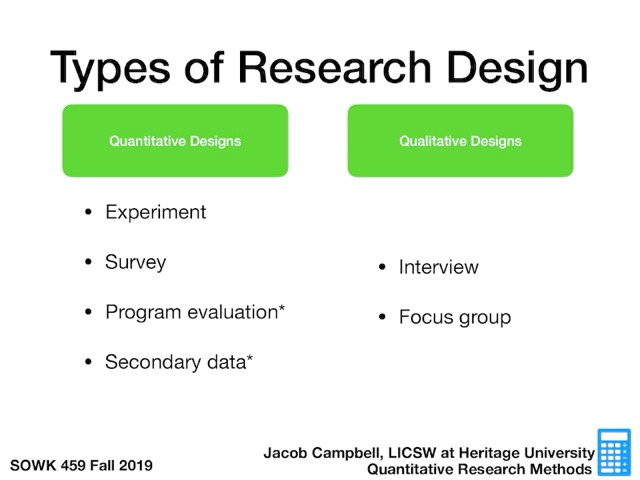 Types of Research Design
Quantitative Designs
Qualitative Designs
• Experiment
• Survey
• Program evaluation*
• Secondary data*
• Interview
• Focus group
SOWK 459 Fall 2019
Jacob Campbell, LICSW at Heritage University
Quantitative Research Methods